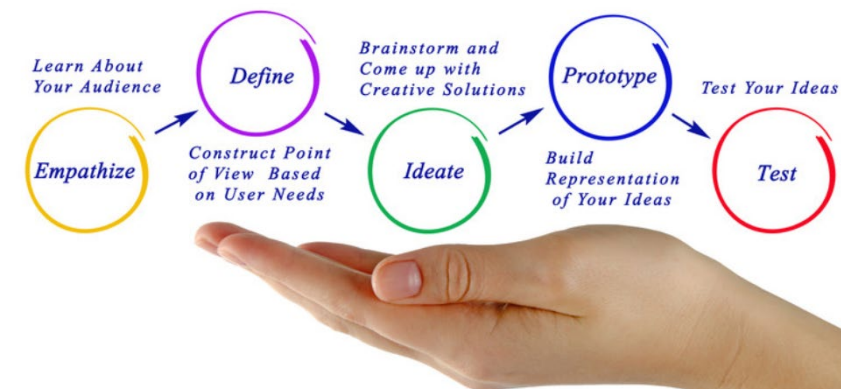 Learn About
Your Audience
Empathize
Define
Construct Point
of View Based
on User Needs
Brainstorm and
Come up with
Creative Solutions
Ideate
Prototype
Build
Representation
of Your Ideas
Test Your Ideas
Test